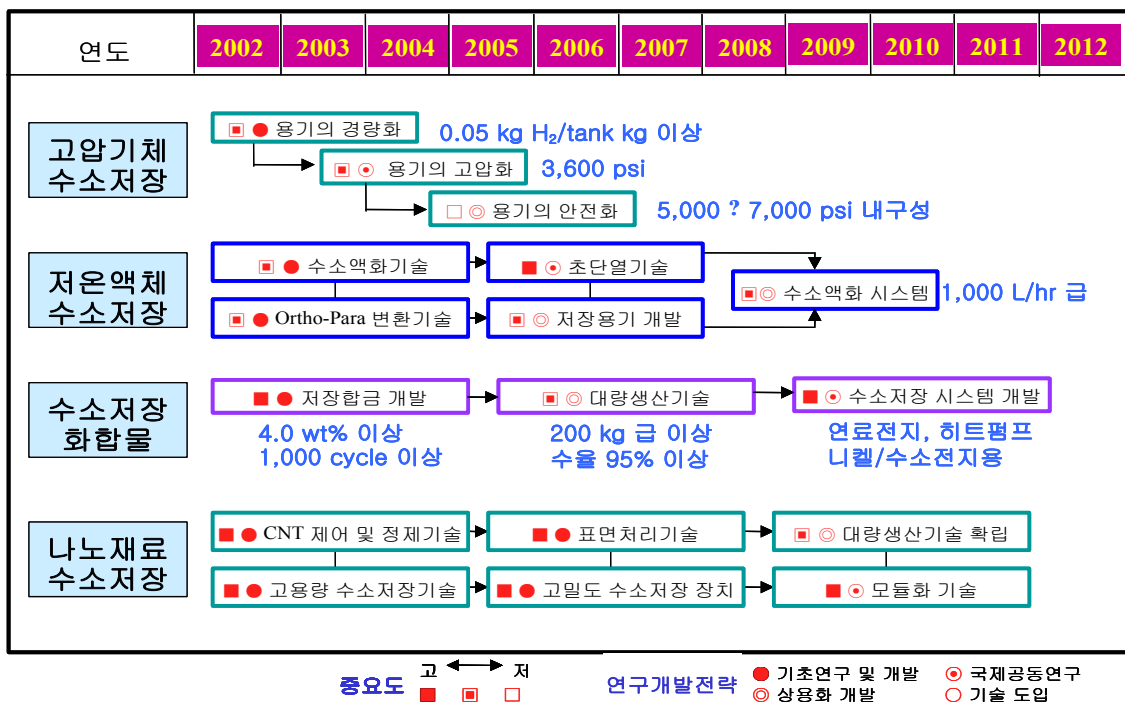 연도 2002 2003 2004 2005 2006 2007 2008 2009 2010 2011 2012
고압기체
수소저장
용기의 경량화 0.05 kg H₂/tank kg 이상
용기의 고압화 3,600 psi
용기의 안전화 5,000 ? 7,000 psi 내구성
저온액체
수소저장
수소액화기술 초단열기술
수소액화 시스템 1,000 L/hr 급
Ortho-Para 변환기술 저장용기 개발
수소저장
화합물
저장합금 개발 대량생산기술 수소저장 시스템 개발
4.0 wt% 이상 200 kg 급 이상 연료전지, 히트펌프
1,000 cycle 이상 수율 95% 이상 니켈/수소전지용
나노재료
수소저장
CNT 제어 및 정제기술 표면처리기술 대량생산기술 확립
고용량 수소저장기술 고밀도 수소저장 장치 모듈화 기술
중요도 고 저 연구개발전략 기초연구 및 개발 국제공동연구
상용화 개발 기술 도입